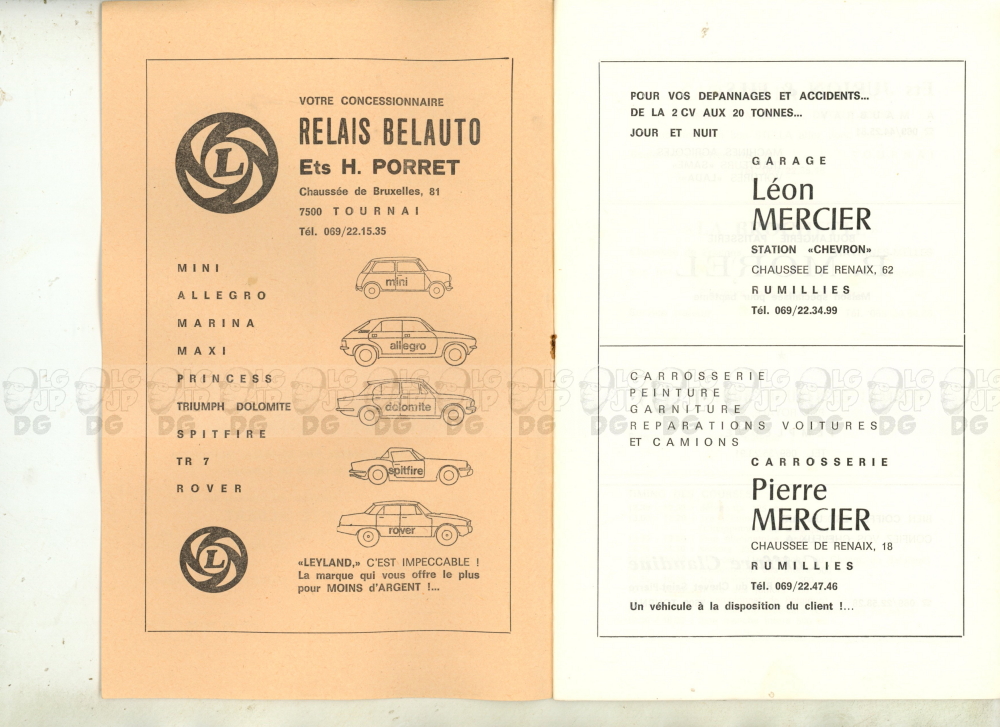 VOTRE CONCESSIONNAIRE
RELAIS BELAUTO
Ets H. PORRET
Chaussée de Bruxelles, 81
7500 TOURNAI
Tél. 069/22.15.35
L
MINI
ALLEGRO
MARINA
MAXI
PRINCESS
TRIUMPH DOLOMITE
SPITFIRE
TR 7
ROVER
mini
allegro
dolomite
spitfire
rover
L
«LEYLAND,» C'EST IMPECCABLE !
La marque qui vous offre le plus
pour MOINS d'ARGENT !...
POUR VOS DEPANNAGES ET ACCIDENTS...
DE LA 2 CV AUX 20 TONNES...
JOUR ET NUIT
GARAGE
Léon
MERCIER
STATION «CHEVRON»
CHAUSSEE DE RENAIX, 62
RUMILLIES
Tél. 069/22.34.99
CARROSSERIE
PEINTURE
GARNITURE
REPARATIONS VOITURES
ET CAMIONS
CARROSSERIE
Pierre
MERCIER
CHAUSSEE DE RENAIX, 18
RUMILLIES
Tél. 069/22.47.46
Un véhicule à la disposition du client !...